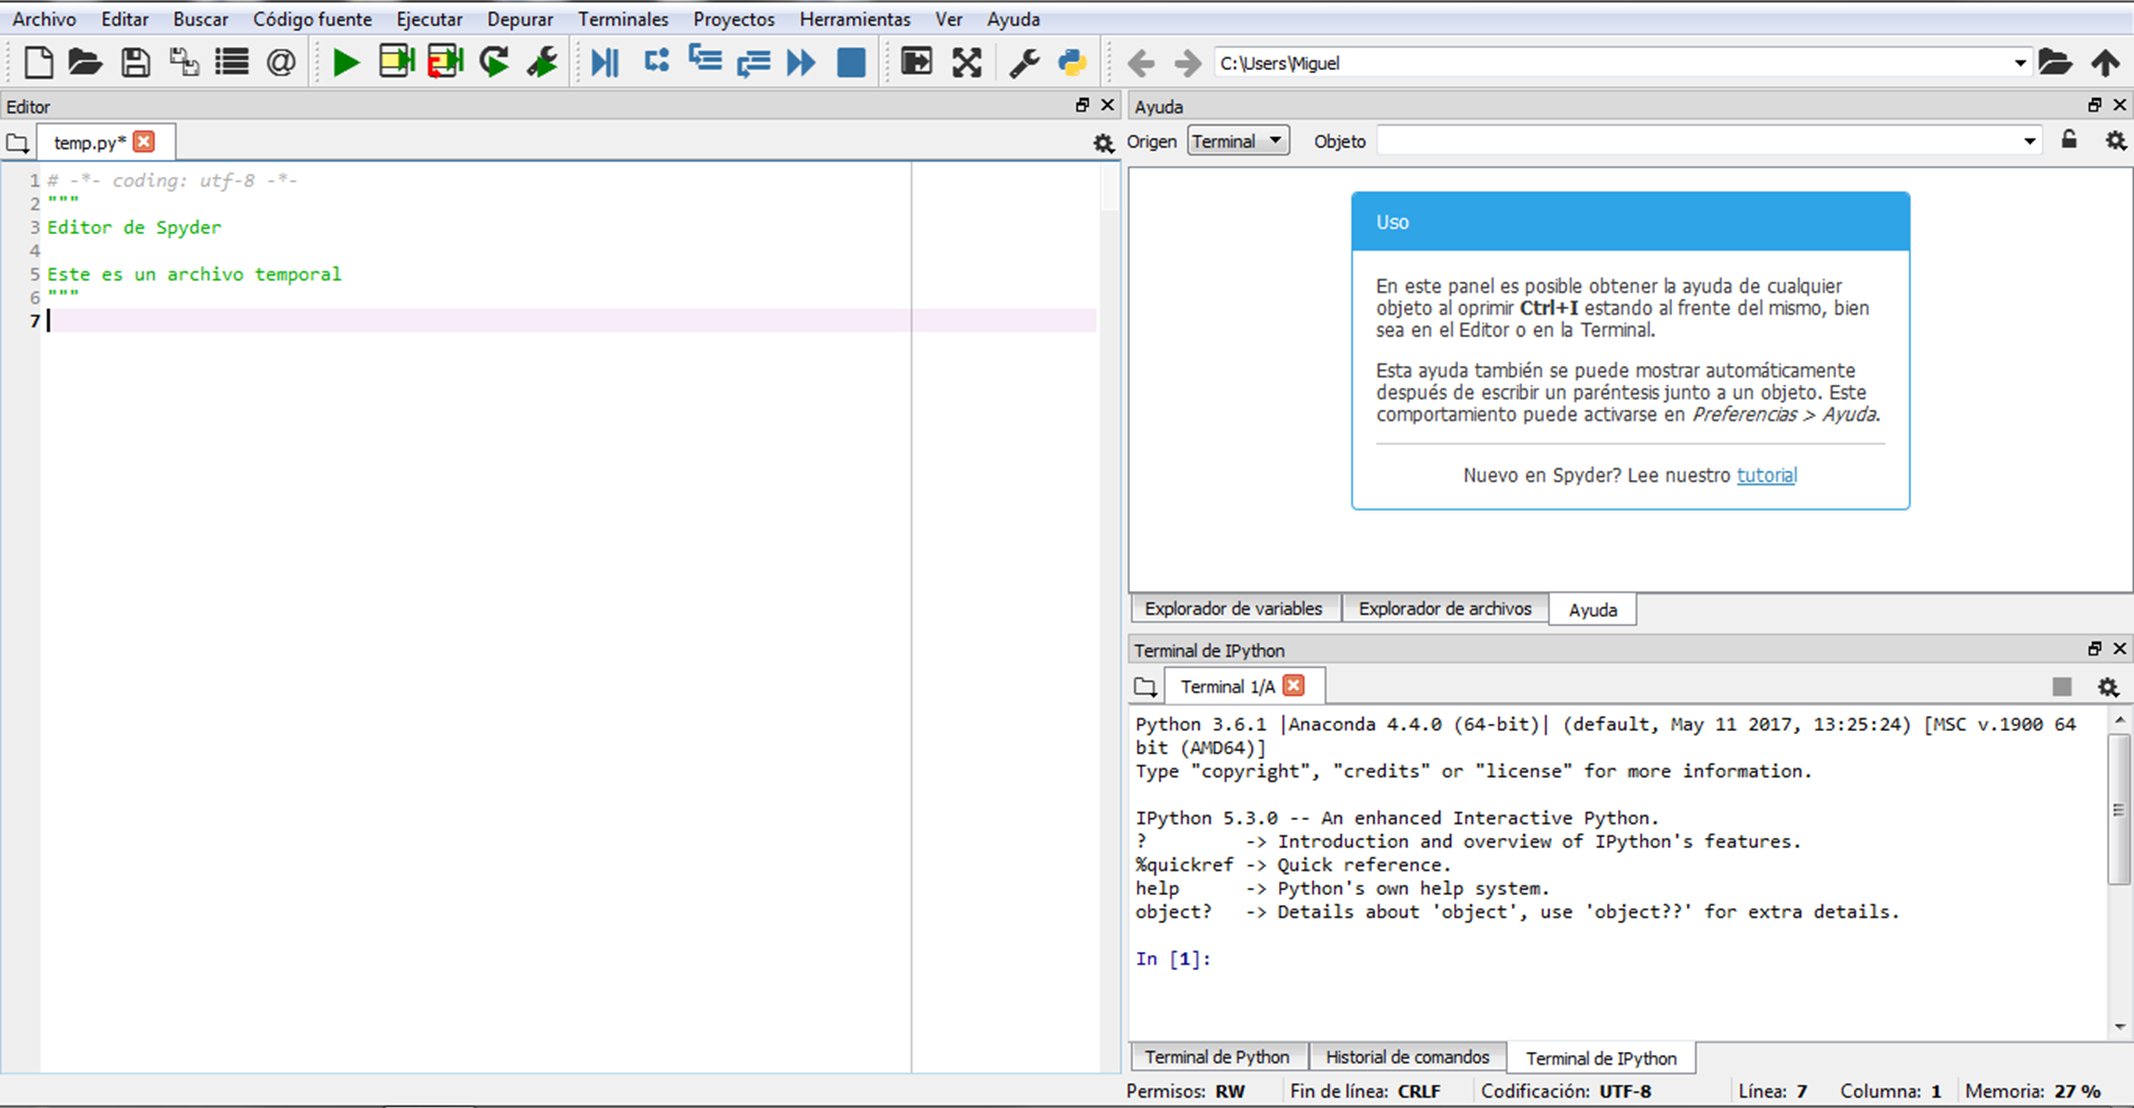 Archivo Editar Buscar Código fuente Ejecutar Depurar Terminales Proyectos Herramientas Ver Ayuda
C:\Users\Miguel
Editor
temp.py*
1 # -*- coding: utf-8 -*-
2 """
3 Editor de Spyder
4
5 Este es un archivo temporal
6 """
7
Ayuda
Origen Terminal Objeto
Uso
En este panel es posible obtener la ayuda de cualquier
objeto al oprimir Ctrl+I estando al frente del mismo, bien
sea en el Editor o en la Terminal.
Esta ayuda también se puede mostrar automáticamente
después de escribir un paréntesis junto a un objeto. Este
comportamiento puede activarse en Preferencias > Ayuda.
Nuevo en Spyder? Lee nuestro tutorial
Explorador de variables Explorador de archivos Ayuda
Terminal de IPython
Terminal 1/A
Python 3.6.1 |Anaconda 4.4.0 (64-bit)| (default, May 11 2017, 13:25:24) [MSC v.1900 64
bit (AMD64)]
Type "copyright", "credits" or "license" for more information.
IPython 5.3.0 -- An enhanced Interactive Python.
? -> Introduction and overview of IPython's features.
%quickref -> Quick reference.
help -> Python's own help system.
object? -> Details about 'object', use 'object??' for extra details.
In [1]:
Terminal de Python Historial de comandos Terminal de IPython
Permisos: RW Fin de línea: CRLF Codificación: UTF-8 Línea: 7 Columna: 1 Memoria: 27 %